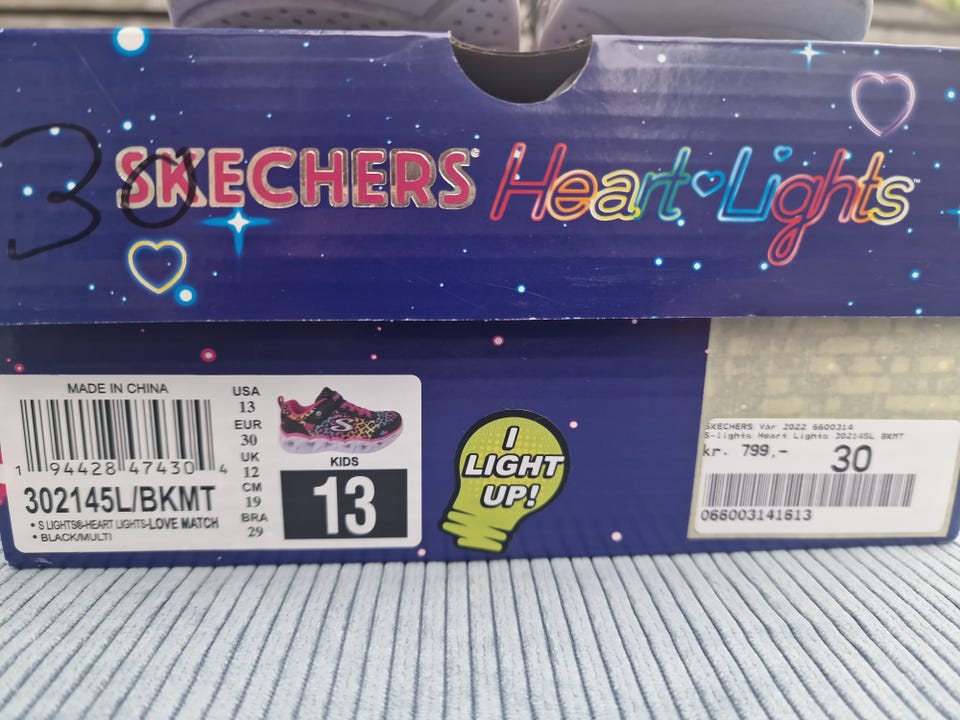 30
SKECHERS® Heart Lights™
MADE IN CHINA
1 94428 47430 4
302145L/BKMT
• S LIGHTS®-HEART LIGHTS-LOVE MATCH
• BLACK/MULTI
USA
13
EUR
30
UK
12
CM
19
BRA
29
S
KIDS
13
I
LIGHT
UP!
SKECHERS Vår 2022 6600314
S-lights Heart Lights 302145L BKMT
kr. 799,- 30
066003141613